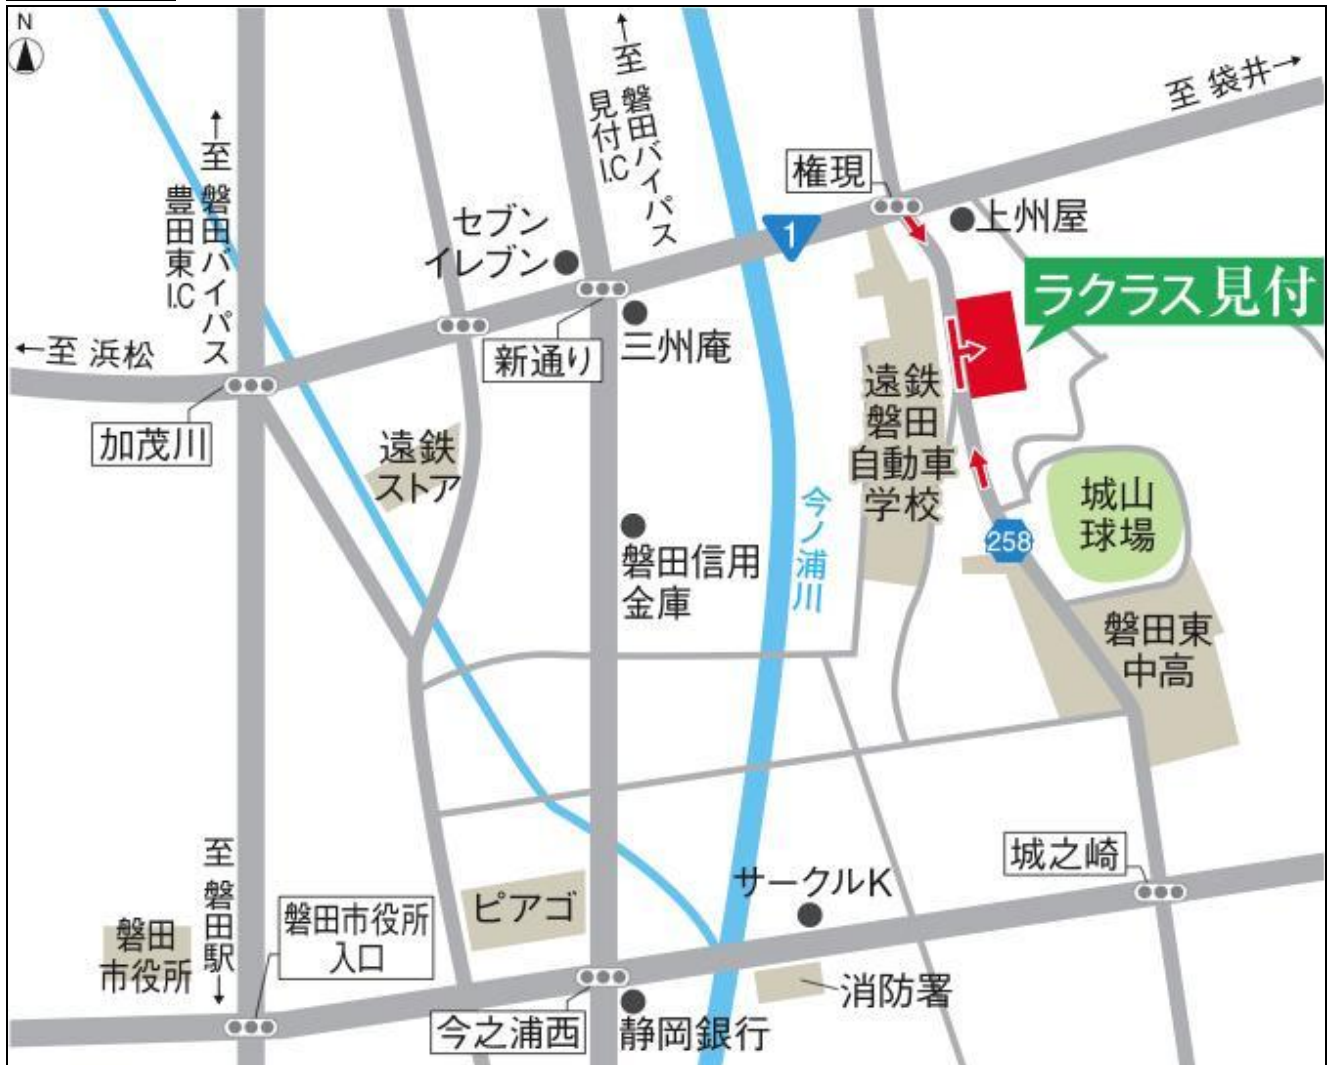 N
←至 磐田バイパス
豊田東I.C
←至 磐田バイパス
見付I.C
至 袋井→
権現
上州屋
1
セブン
イレブン
ラクラス見付
三州庵
新通り
←至 浜松
加茂川
遠鉄
ストア
遠鉄
磐田
自動車
学校
城山
球場
258
今ノ浦川
磐田信用
金庫
磐田東
中高
城之崎
サークルK
至 磐田駅→
ピアゴ
磐田市役所
入口
磐田
市役所
消防署
今之浦西
静岡銀行